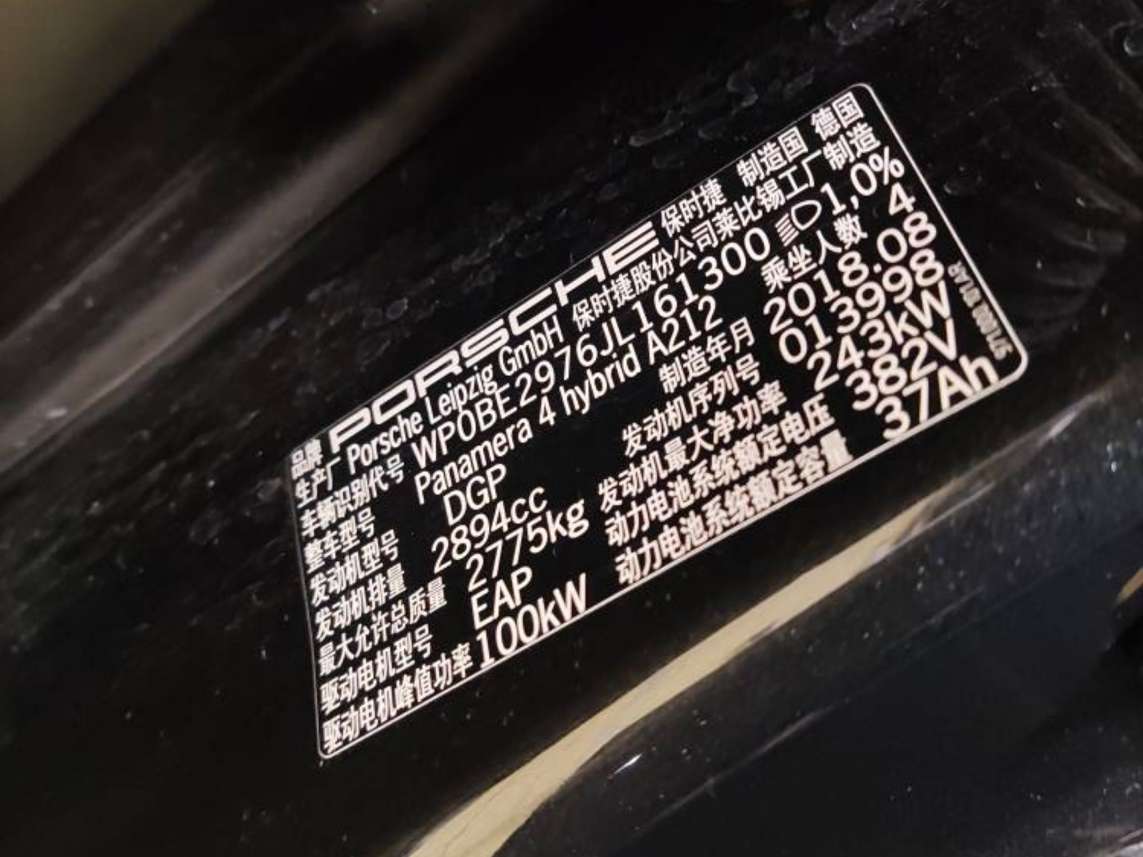 品牌 PORSCHE 保时捷 制造国 德国
生产厂 Porsche Leipzig GmbH 保时捷股份公司莱比锡工厂制造
车辆识别代号 WP0BE2976JL161300 1,0%
整车型号 Panamera 4 hybrid A212 乘坐人数 4
发动机型号 DGP 制造年月 2018.08
发动机排量 2894cc 发动机序列号 013998
最大允许总质量 2775kg 发动机最大净功率 243kW
驱动电机型号 EAP 动力电池系统额定电压 382V
驱动电机峰值功率 100kW 动力电池系统额定容量 37Ah